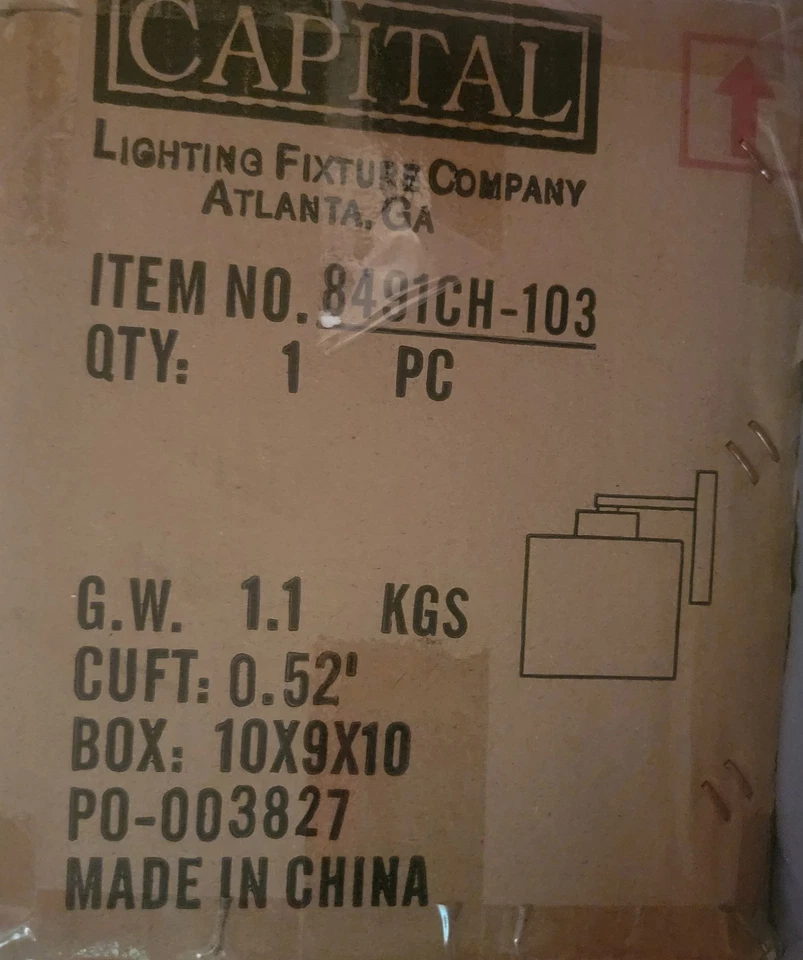 CAPITAL
LIGHTING FIXTURE COMPANY
ATLANTA, GA
ITEM NO. 8491CH-103
QTY: 1 PC
G.W. 1.1 KGS
CUFT: 0.52'
BOX: 10X9X10
PO-003827
MADE IN CHINA